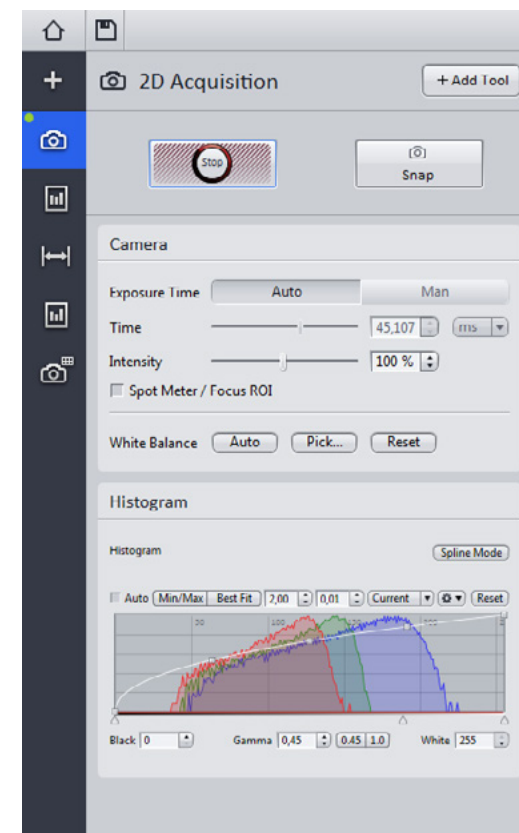 2D Acquisition
+ Add Tool
Stop
Snap
Camera
Exposure Time Auto Man
Time 45,107 ms
Intensity 100 %
Spot Meter / Focus ROI
White Balance Auto Pick... Reset
Histogram
Histogram Spline Mode
Auto Min/Max Best Fit 2,00 0,01 Current Reset
50 100
Black 0 Gamma 0,45 0.45 1.0 White 255